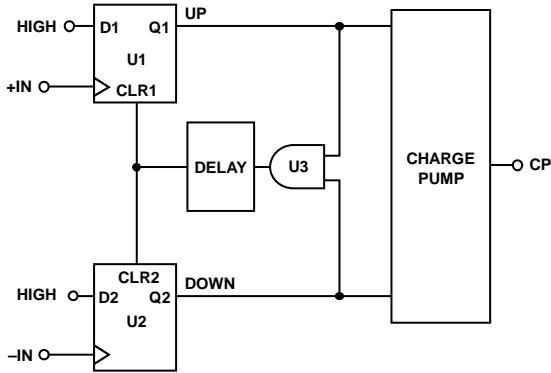 HIGH D1 Q1 UP
U1
+IN CLR1
DELAY U3 CHARGE
PUMP CP
CLR2
HIGH D2 Q2 DOWN
U2
–IN